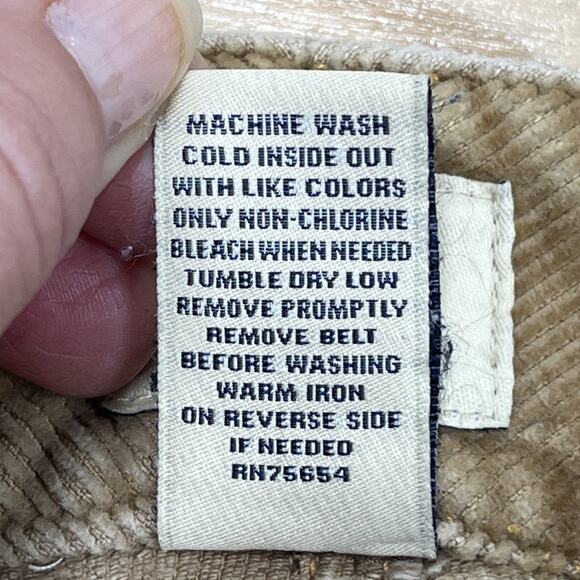 MACHINE WASH
COLD INSIDE OUT
WITH LIKE COLORS
ONLY NON-CHLORINE
BLEACH WHEN NEEDED
TUMBLE DRY LOW
REMOVE PROMPTLY
REMOVE BELT
BEFORE WASHING
WARM IRON
ON REVERSE SIDE
IF NEEDED
RN75654